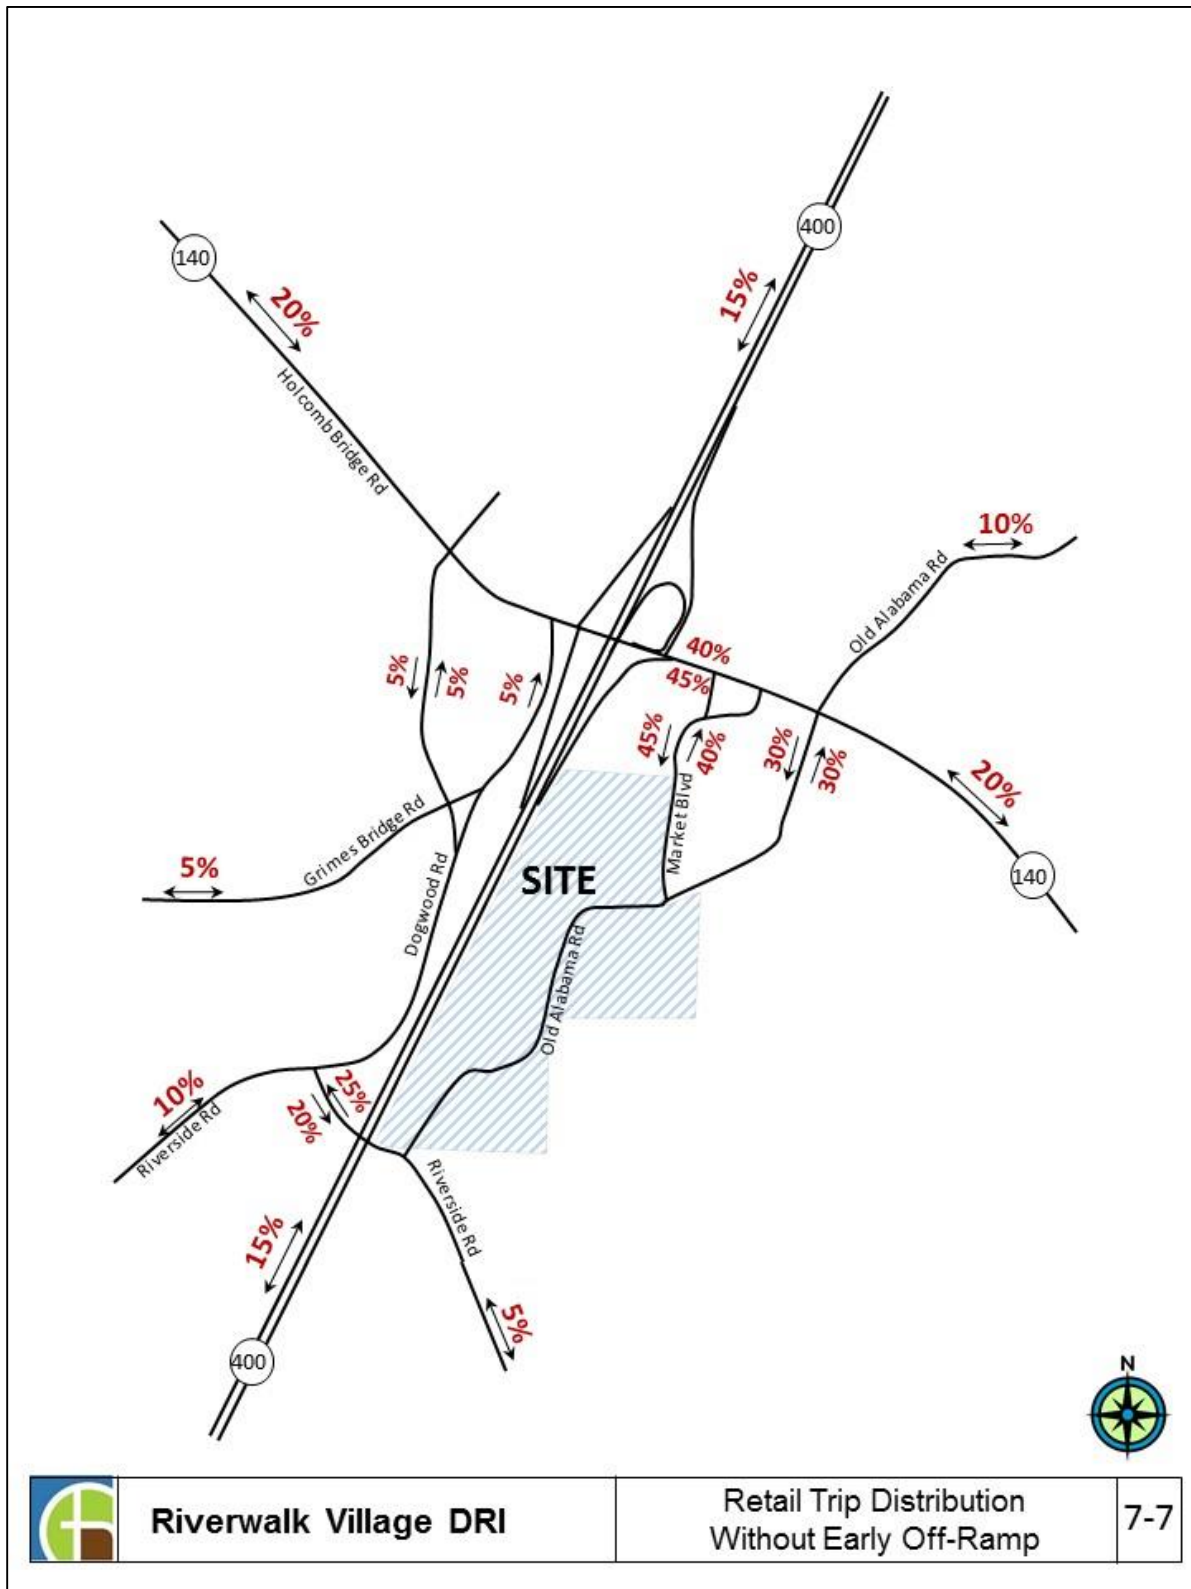 400
140
15%
20%
Holcomb Bridge Rd
10%
Old Alabama Rd
40%
45%
5%
5%
5%
45%
40%
30%
30%
20%
Market Blvd
Grimes Bridge Rd
5%
SITE
140
Dogwood Rd
Old Alabama Rd
10%
Riverside Rd
25%
20%
Riverside Rd
15%
5%
400
N
Riverwalk Village DRI
Retail Trip Distribution
Without Early Off-Ramp
7-7